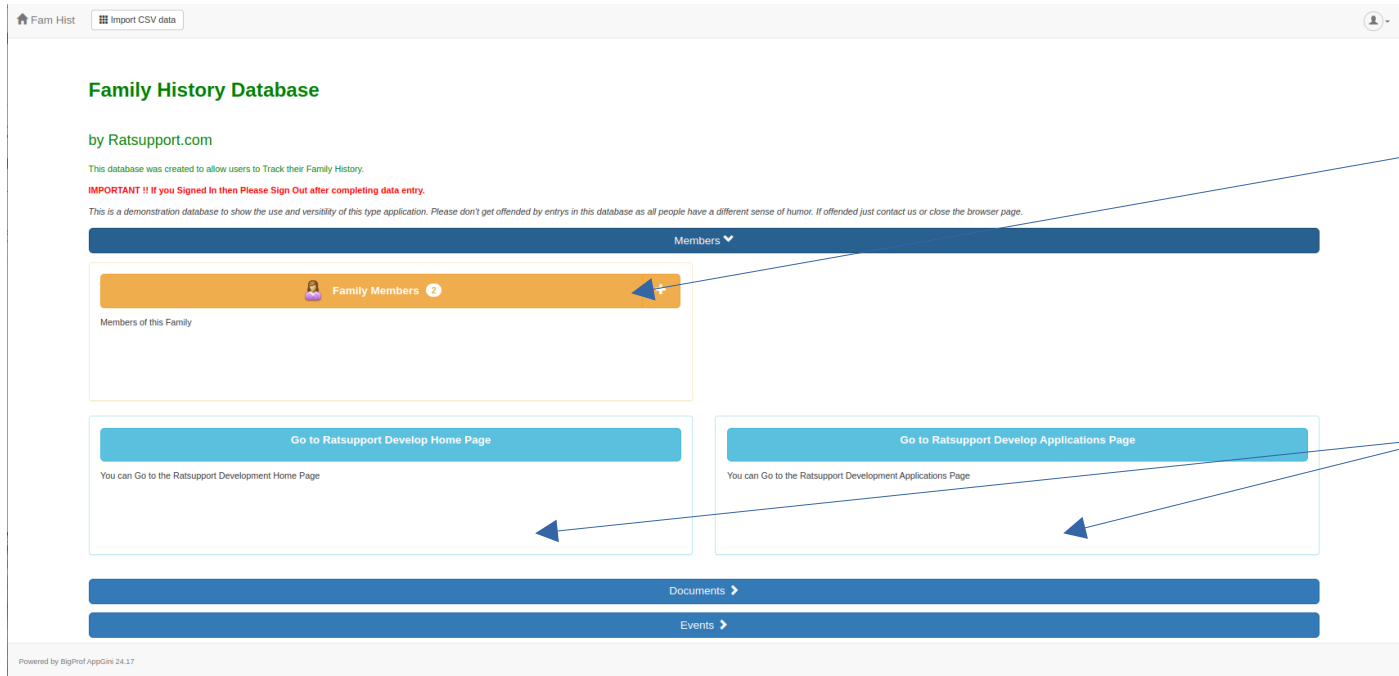 Fam Hist Import CSV data
Family History Database
by Ratsupport.com
This database was created to allow users to Track their Family History.
IMPORTANT !! If you Signed In then Please Sign Out after completing data entry.
This is a demonstration database to show the use and versitility of this type application. Please don't get offended by entrys in this database as all people have a different sense of humor. If offended just contact us or close the browser page.
Members
Family Members 2
Members of this Family
Go to Ratsupport Develop Home Page
You can Go to the Ratsupport Development Home Page
Go to Ratsupport Develop Applications Page
You can Go to the Ratsupport Development Applications Page
Documents
Events
Powered by BigProf AppGini 24.17